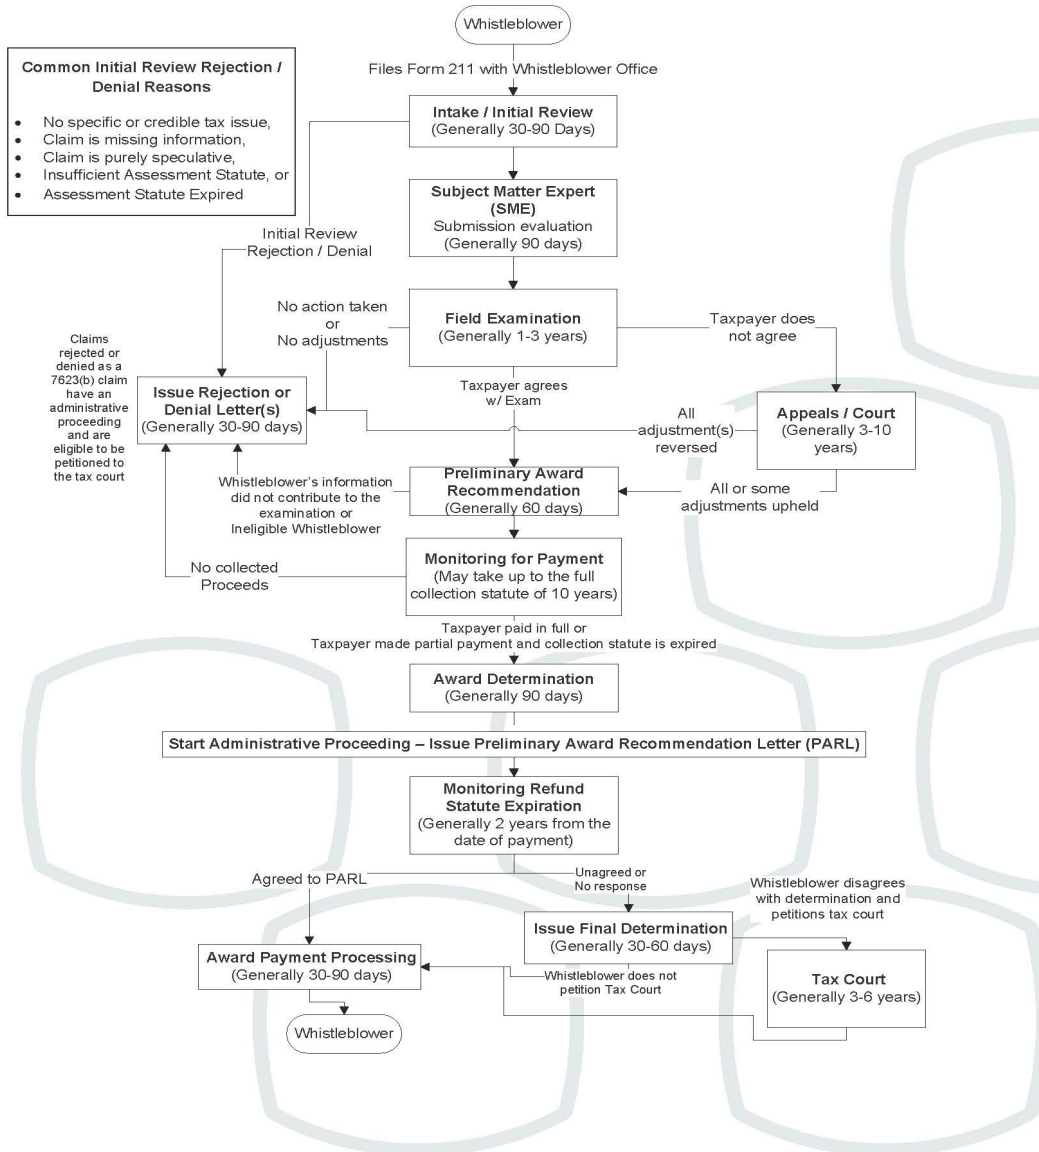 Whistleblower
Files Form 211 with Whistleblower Office
Common Initial Review Rejection /
Denial Reasons
• No specific or credible tax issue,
• Claim is missing information,
• Claim is purely speculative,
• Insufficient Assessment Statute, or
• Assessment Statute Expired
Intake / Initial Review
(Generally 30-90 Days)
Subject Matter Expert
(SME)
Submission evaluation
(Generally 90 days)
Initial Review
Rejection / Denial
Field Examination
(Generally 1-3 years)
No action taken
or
No adjustments
Taxpayer does
not agree
Claims
rejected or
denied as a
7623(b) claim
have an
administrative
proceeding
and are
eligible to be
petitioned to
the tax court
Issue Rejection or
Denial Letter(s)
(Generally 30-90 days)
Taxpayer agrees
w/ Exam
All
adjustment(s)
reversed
Appeals / Court
(Generally 3-10
years)
Whistleblower's information
did not contribute to the
examination or
Ineligible Whistleblower
Preliminary Award
Recommendation
(Generally 60 days)
All or some
adjustments upheld
No collected
Proceeds
Monitoring for Payment
(May take up to the full
collection statute of 10 years)
Taxpayer paid in full or
Taxpayer made partial payment and collection statute is expired
Award Determination
(Generally 90 days)
Start Administrative Proceeding – Issue Preliminary Award Recommendation Letter (PARL)
Monitoring Refund
Statute Expiration
(Generally 2 years from the
date of payment)
Agreed to PARL
Unagreed or
No response
Whistleblower disagrees
with determination and
petitions tax court
Issue Final Determination
(Generally 30-60 days)
Award Payment Processing
(Generally 30-90 days)
Whistleblower does not
petition Tax Court
Tax Court
(Generally 3-6 years)
Whistleblower